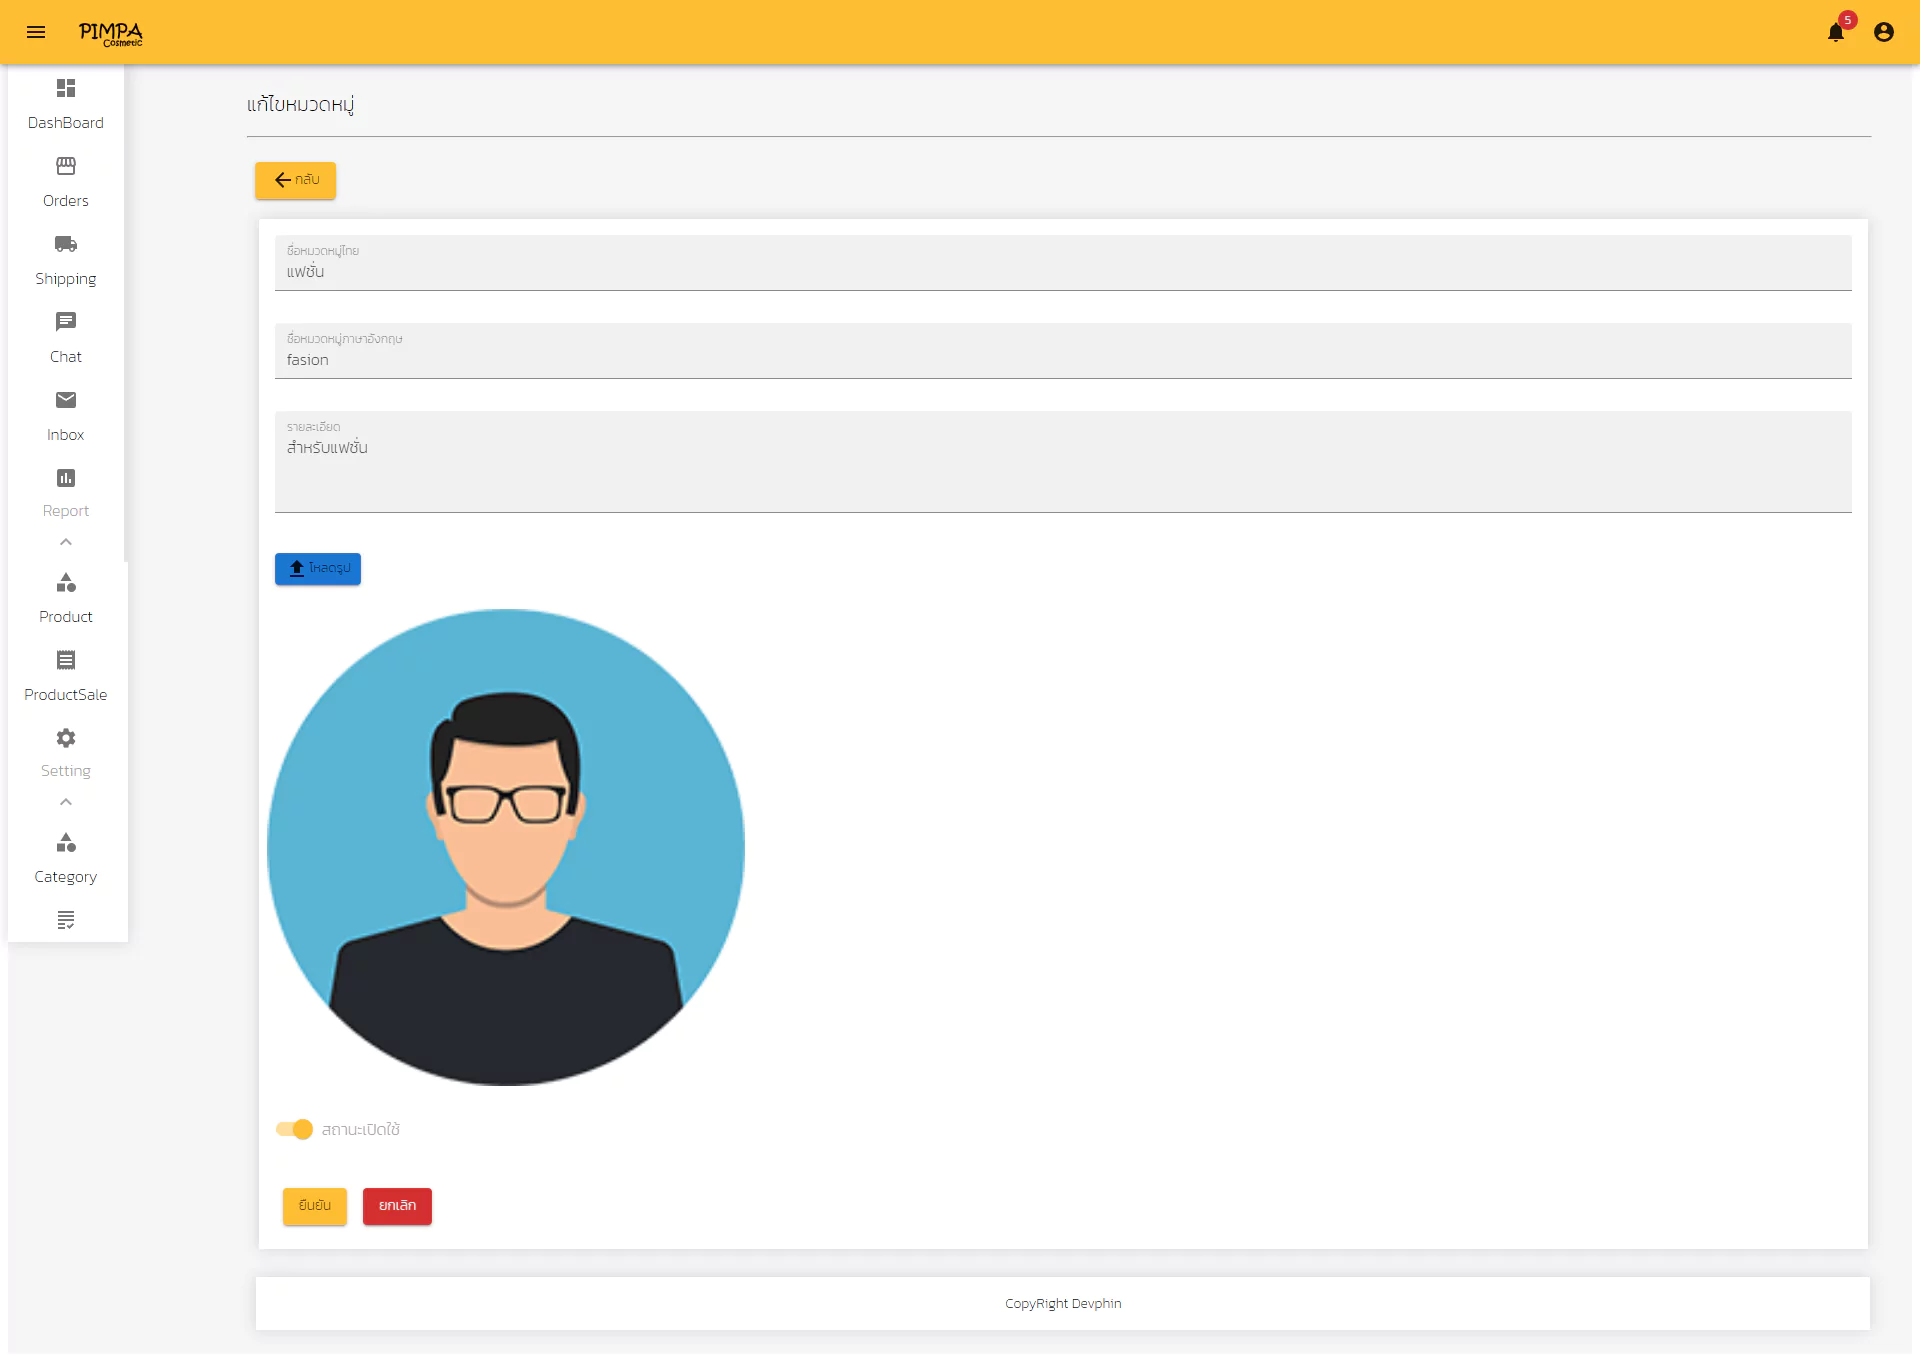 PIMPA
Cosmetic
5
DashBoard
Orders
Shipping
Chat
Inbox
Report
Product
ProductSale
Setting
Category
แก้ไขหมวดหมู่
กลับ
ชื่อหมวดหมู่ไทย
แฟชั่น
ชื่อหมวดหมู่ภาษาอังกฤษ
fasion
รายละเอียด
สำหรับแฟชั่น
โหลดรูป
สถานะเปิดใช้
ยืนยัน
ยกเลิก
CopyRight Devphin